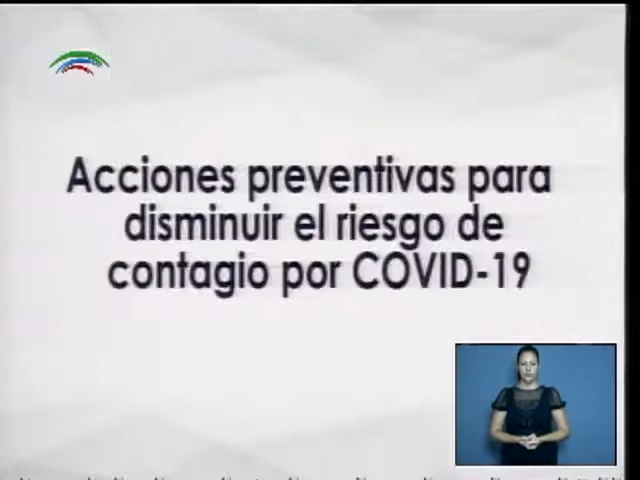 Acciones preventivas para
disminuir el riesgo de
contagio por COVID-19